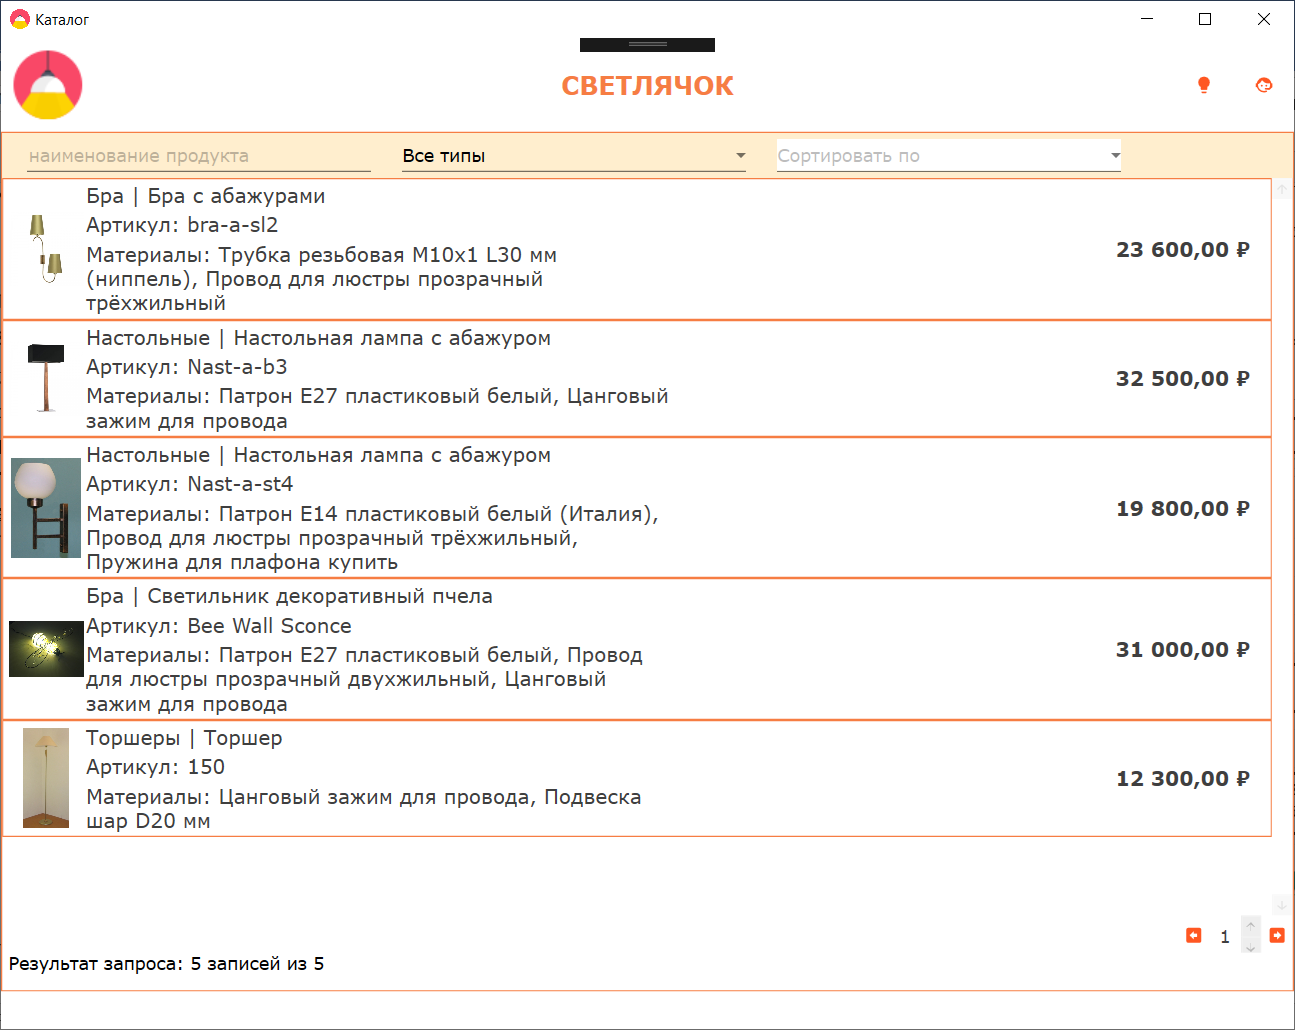 Каталог
СВЕТЛЯЧОК
наименование продукта
Все типы
Сортировать по
Бра | Бра с абажурами
Артикул: bra-a-sl2
Материалы: Трубка резьбовая М10х1 L30 мм
(ниппель), Провод для люстры прозрачный
трёхжильный
23 600,00 ₽
Настольные | Настольная лампа с абажуром
Артикул: Nast-a-b3
Материалы: Патрон Е27 пластиковый белый, Цанговый
зажим для провода
32 500,00 ₽
Настольные | Настольная лампа с абажуром
Артикул: Nast-a-st4
Материалы: Патрон Е14 пластиковый белый (Италия),
Провод для люстры прозрачный трёхжильный,
Пружина для плафона купить
19 800,00 ₽
Бра | Светильник декоративный пчела
Артикул: Bee Wall Sconce
Материалы: Патрон Е27 пластиковый белый, Провод
для люстры прозрачный двухжильный, Цанговый
зажим для провода
31 000,00 ₽
Торшеры | Торшер
Артикул: 150
Материалы: Цанговый зажим для провода, Подвеска
шар D20 мм
12 300,00 ₽
1
Результат запроса: 5 записей из 5